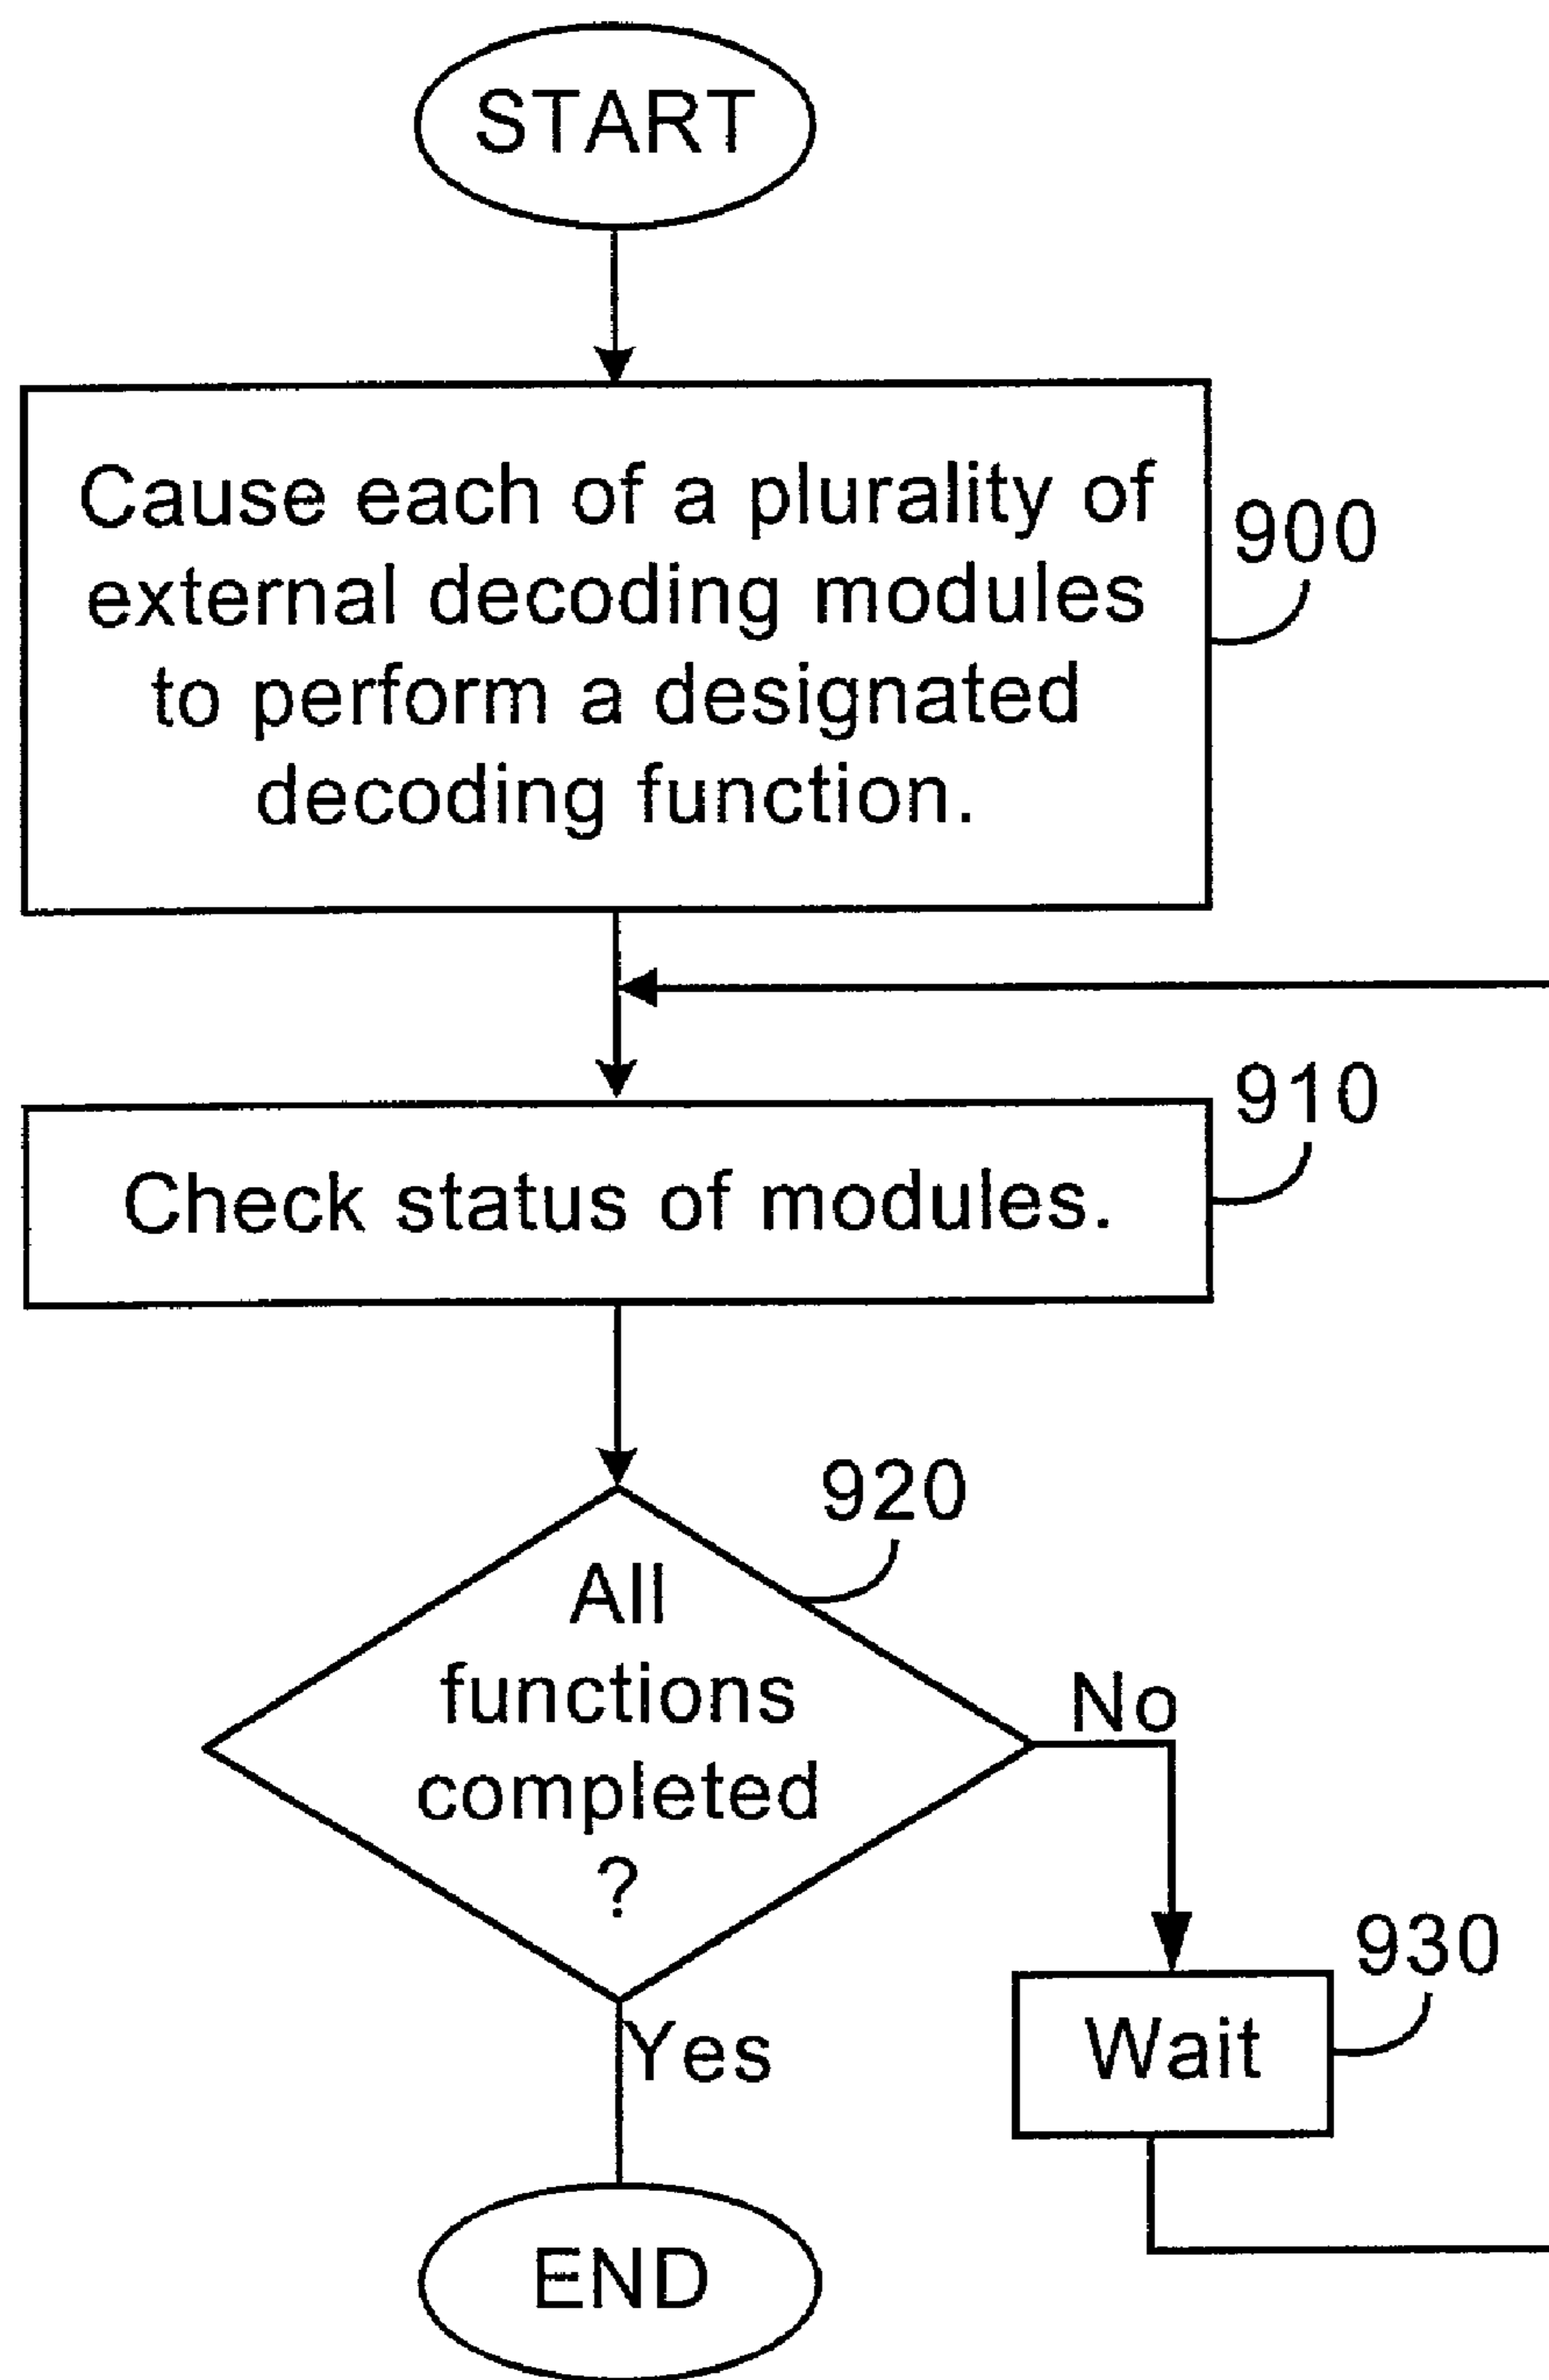 START
Cause each of a plurality of
external decoding modules
to perform a designated
decoding function.
900
Check status of modules.
910
All
functions
completed
?
920
No
Yes
Wait
930
END